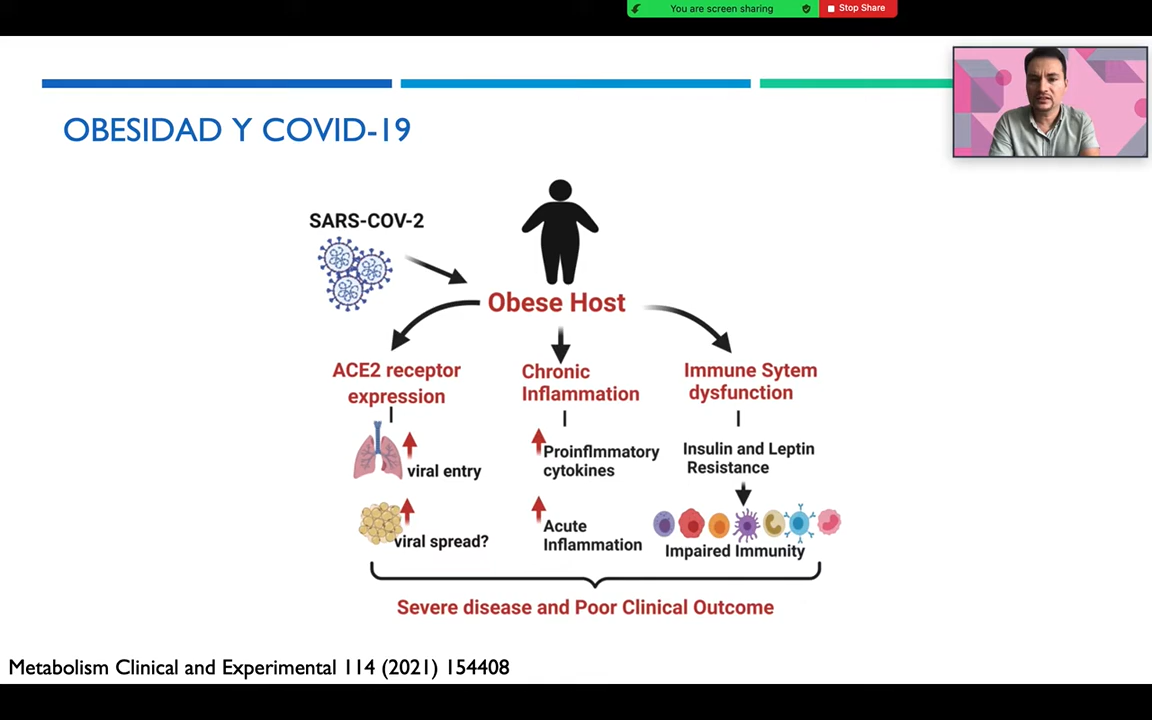 You are screen sharing
Stop Share
OBESIDAD Y COVID-19
SARS-COV-2
Obese Host
ACE2 receptor
expression
viral entry
viral spread?
Chronic
Inflammation
Proinflmmatory
cytokines
Acute
Inflammation
Immune Sytem
dysfunction
Insulin and Leptin
Resistance
Impaired Immunity
Severe disease and Poor Clinical Outcome
Metabolism Clinical and Experimental 114 (2021) 154408